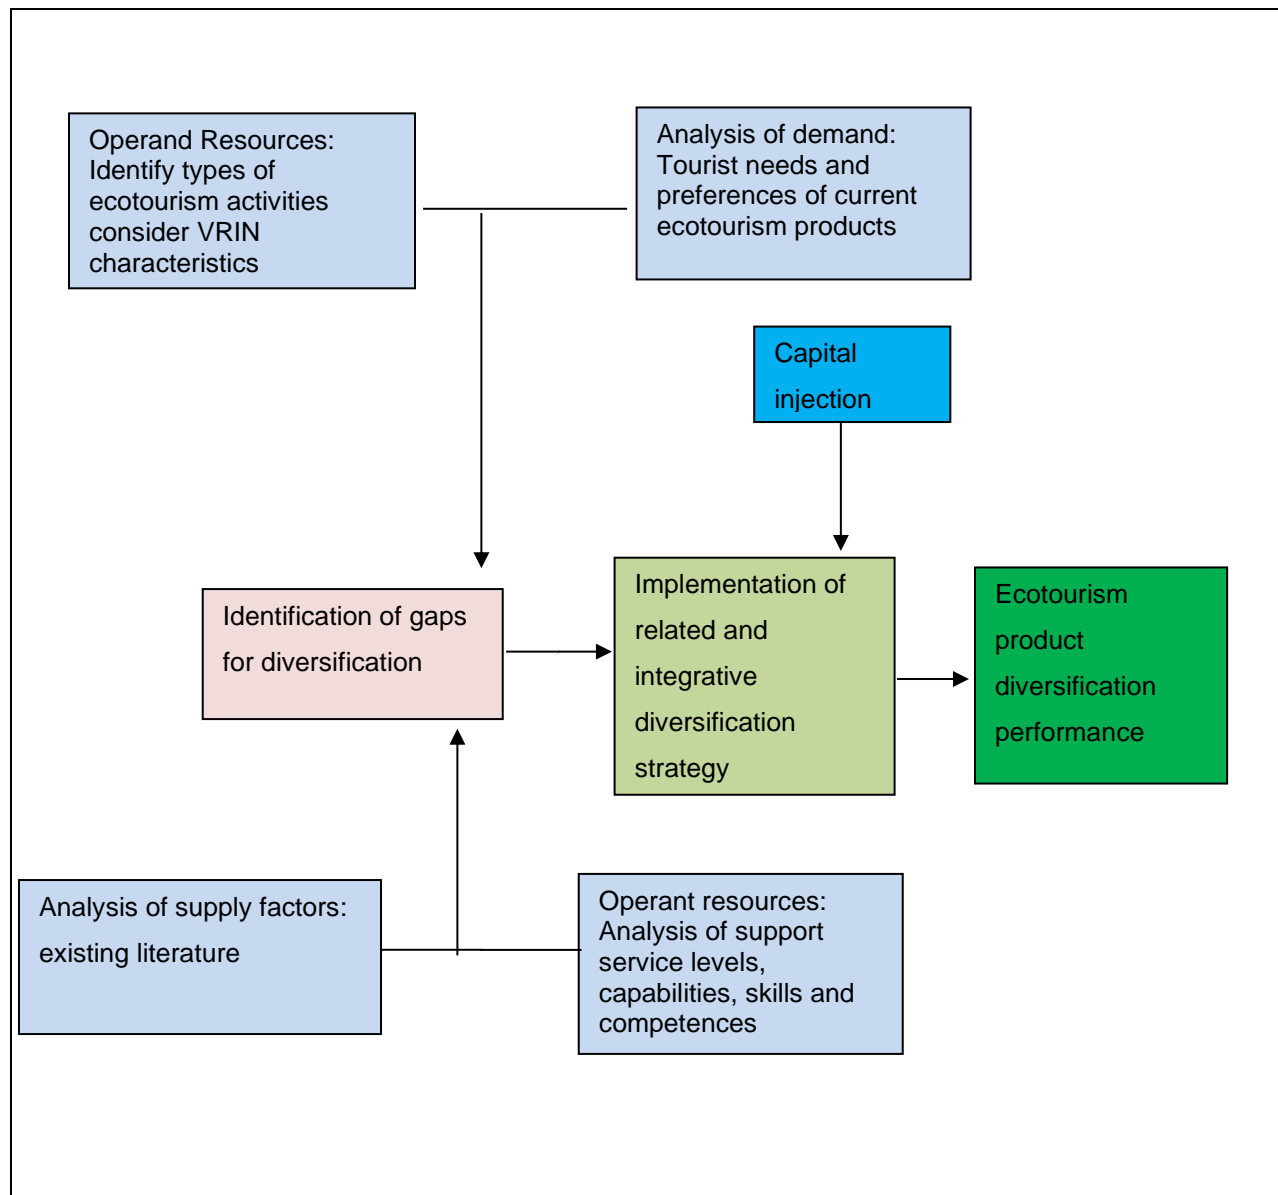 Operand Resources:
Identify types of
ecotourism activities
consider VRIN
characteristics
Analysis of demand:
Tourist needs and
preferences of current
ecotourism products
Capital
injection
Identification of gaps
for diversification
Implementation of
related and
integrative
diversification
strategy
Ecotourism
product
diversification
performance
Analysis of supply factors:
existing literature
Operant resources:
Analysis of support
service levels,
capabilities, skills and
competences